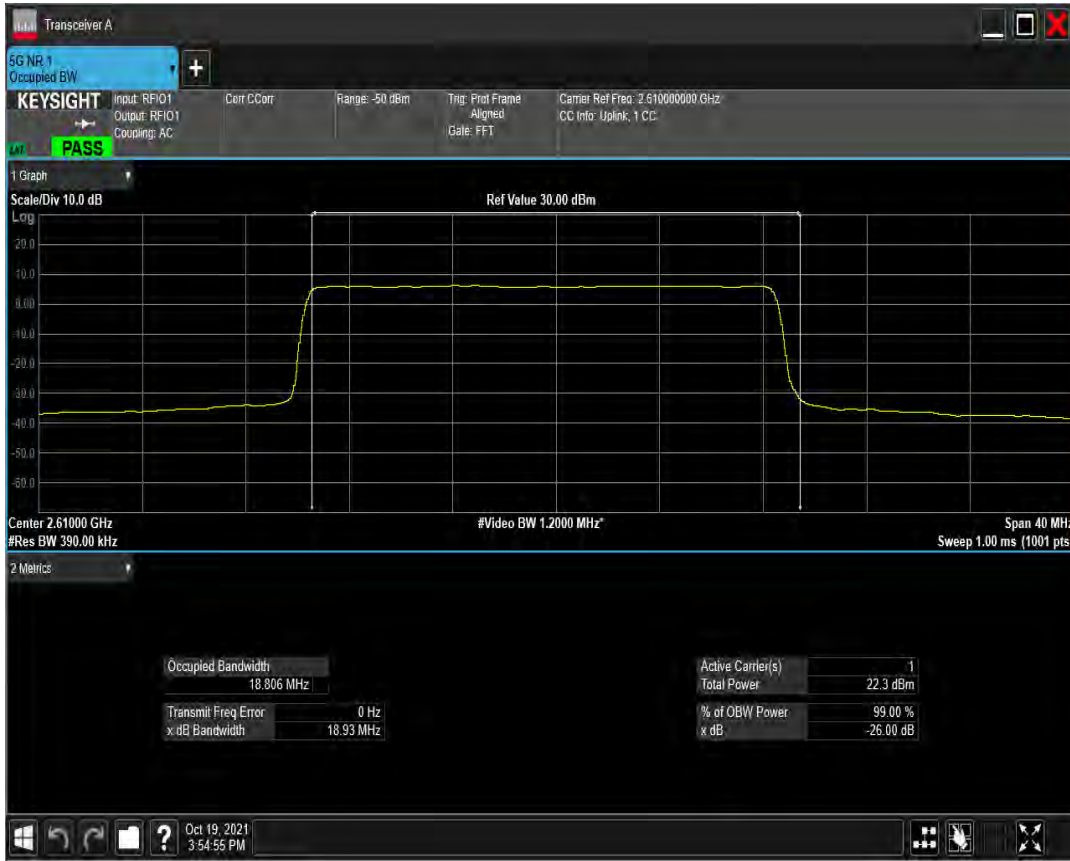 Transceiver A
5G NR 1
Occupied BW
+
KEYSIGHT
Input: RFIO1
Output: RFIO1
Coupling: AC
Corr CCorr
Range: -50 dBm
Trig: Prot Frame
Aligned
Gate: FFT
Carrier Ref Freq: 2.610000000 GHz
CC Info: Uplink, 1 CC
PASS
1 Graph
Scale/Div 10.0 dB
Ref Value 30.00 dBm
Log
20.0
10.0
0.00
-10.0
-20.0
-30.0
-40.0
-50.0
-60.0
Center 2.61000 GHz
#Video BW 1.2000 MHz*
Span 40 MHz
#Res BW 390.00 kHz
Sweep 1.00 ms (1001 pts
2 Metrics
Occupied Bandwidth
18.806 MHz
Transmit Freq Error 0 Hz
x dB Bandwidth 18.93 MHz
Active Carrier(s) 1
Total Power 22.3 dBm
% of OBW Power 99.00 %
x dB -26.00 dB
?
Oct 19, 2021
3:54:55 PM